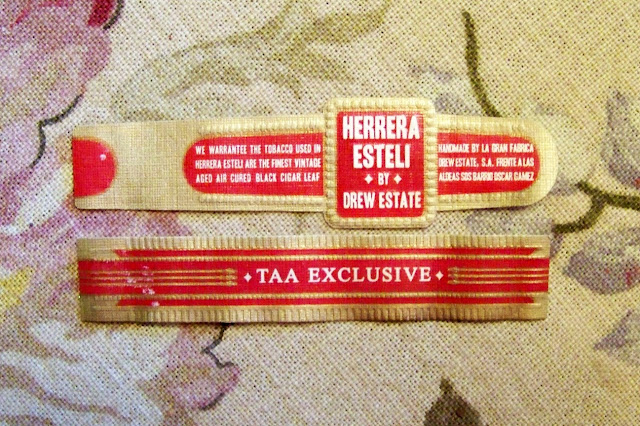 WE WARRANTEE THE TOBACCO USED IN
HERRERA ESTELI ARE THE FINEST VINTAGE
AGED AIR CURED BLACK CIGAR LEAF
HERRERA
ESTELI
✦ BY ✦
DREW ESTATE
HANDMADE BY LA GRAN FABRICA
DREW ESTATE, S.A. FRENTE A LAS
ALDEAS SOS BARRIO OSCAR GAMEZ
✦ TAA EXCLUSIVE ✦